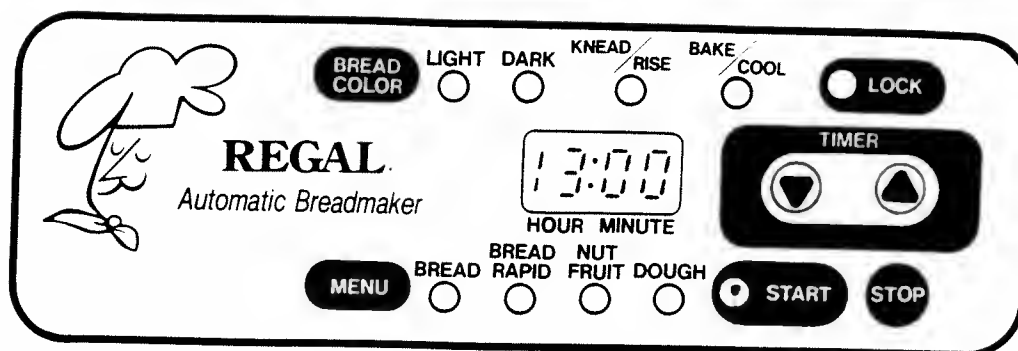 BREAD COLOR
LIGHT DARK KNEAD/RISE BAKE/COOL
LOCK
REGAL
Automatic Breadmaker
13:00
HOUR MINUTE
TIMER
MENU
BREAD
BREAD RAPID
NUT FRUIT
DOUGH
START
STOP